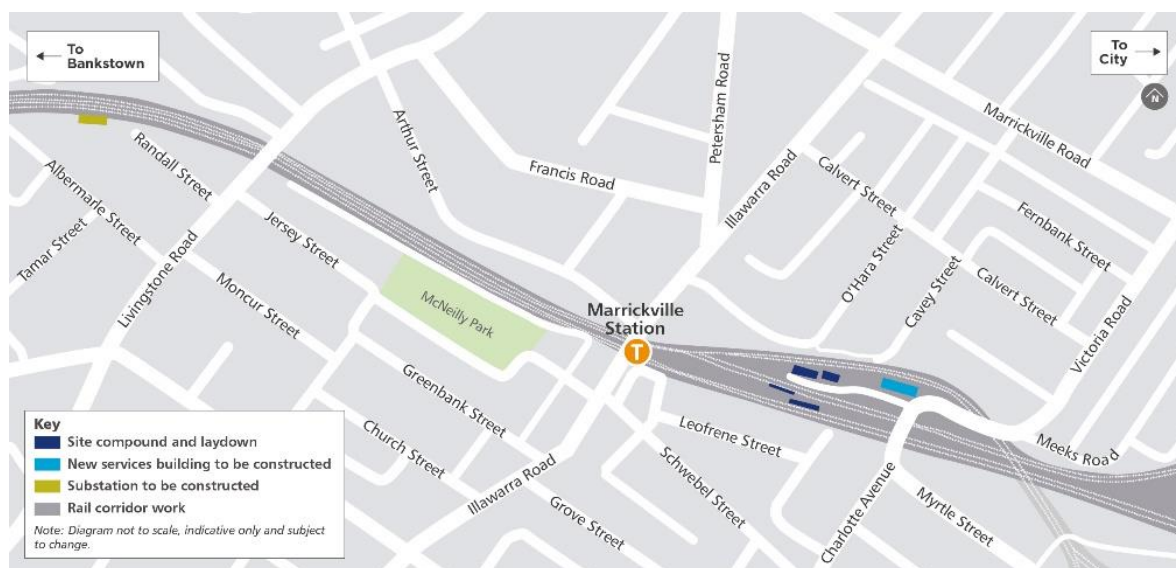 To
Bankstown
To
City
N
Marrickville Road
Petersham Road
Arthur Street
Randall Street
Francis Road
Illawarra Road
Calvert Street
Albermarle Street
Fernbank Street
Jersey Street
O'Hara Street
Tamar Street
Livingstone Road
Moncur Street
McNeilly Park
Cavey Street
Calvert Street
Marrickville
Station
T
Victoria Road
Greenbank Street
Church Street
Leofrene Street
Meeks Road
Schwebel Street
Illawarra Road
Grove Street
Charlotte Avenue
Myrtle Street
Key
Site compound and laydown
New services building to be constructed
Substation to be constructed
Rail corridor work
Note: Diagram not to scale, indicative only and subject
to change.